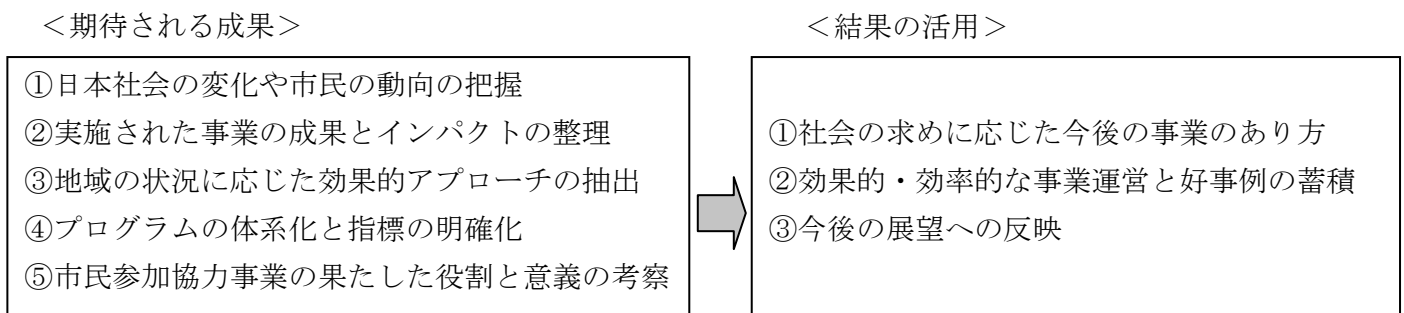 ＜期待される成果＞
①日本社会の変化や市民の動向の把握
②実施された事業の成果とインパクトの整理
③地域の状況に応じた効果的アプローチの抽出
④プログラムの体系化と指標の明確化
⑤市民参加協力事業の果たした役割と意義の考察
＜結果の活用＞
①社会の求めに応じた今後の事業のあり方
②効果的・効率的な事業運営と好事例の蓄積
③今後の展望への反映